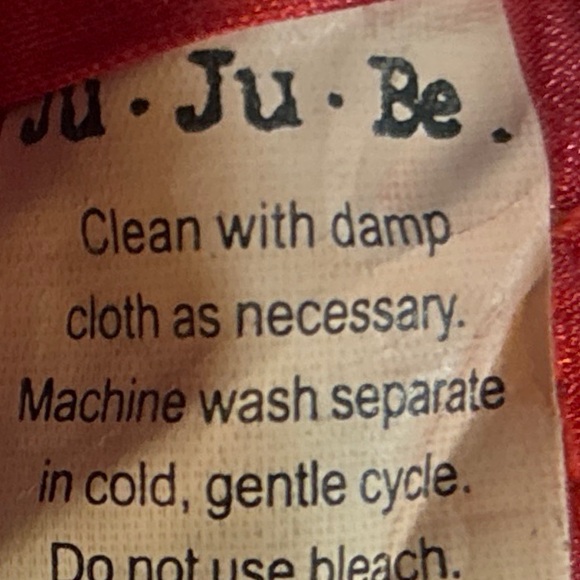 Ju · Ju · Be.
Clean with damp
cloth as necessary.
Machine wash separate
in cold, gentle cycle.
Do not use bleach.